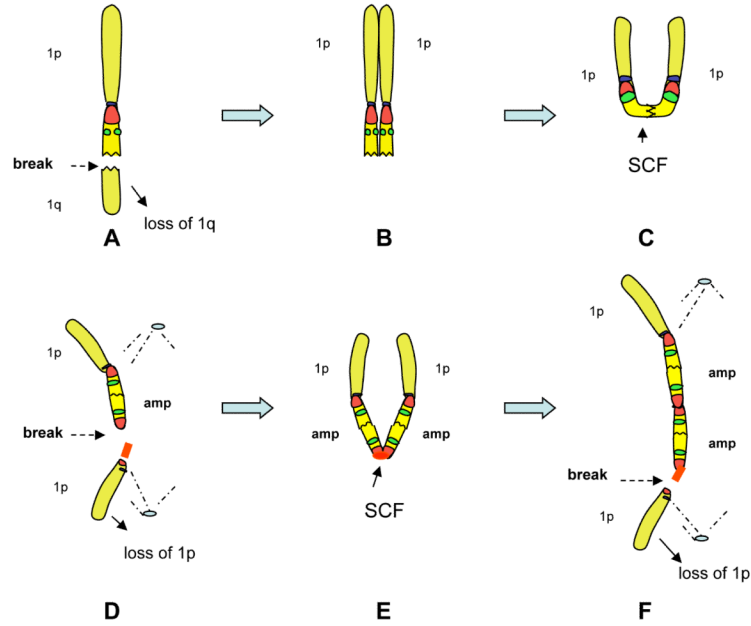 1p
break
1q
loss of 1q
A
1p 1p
B
1p 1p
SCF
C
1p
amp
break
1p
loss of 1p
D
1p 1p
amp amp
SCF
E
1p
amp
amp
break
1p
loss of 1p
F